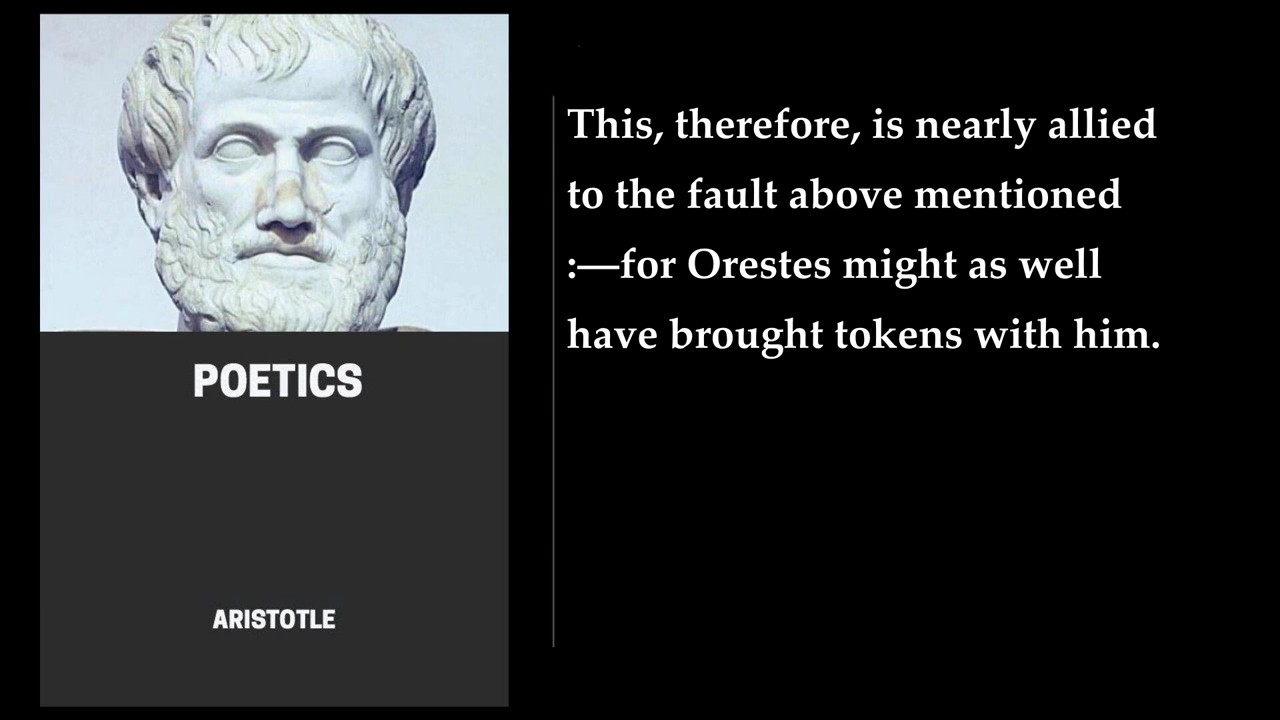 POETICS
ARISTOTLE
This, therefore, is nearly allied
to the fault above mentioned
:—for Orestes might as well
have brought tokens with him.